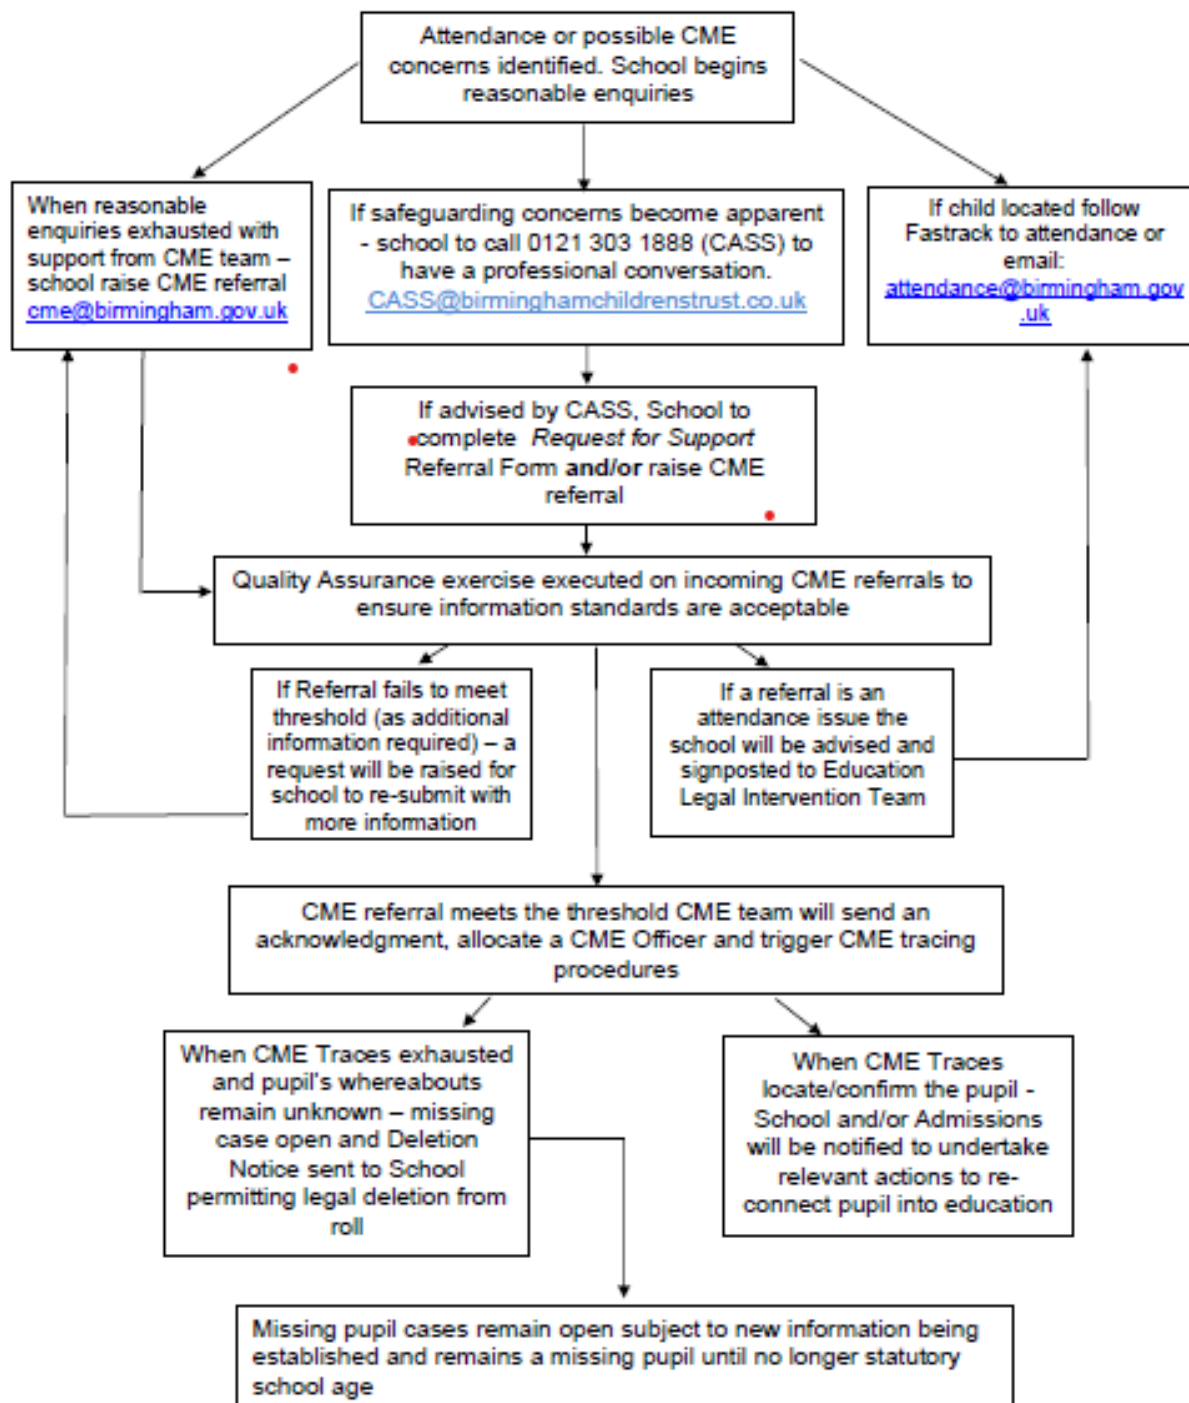 Attendance or possible CME
concerns identified. School begins
reasonable enquiries
When reasonable
enquiries exhausted with
support from CME team –
school raise CME referral
cme@birmingham.gov.uk
If safeguarding concerns become apparent
- school to call 0121 303 1888 (CASS) to
have a professional conversation.
CASS@birminghamchildrenstrust.co.uk
If child located follow
Fastrack to attendance or
email:
attendance@birmingham.gov
.uk
If advised by CASS, School to
complete Request for Support
Referral Form and/or raise CME
referral
Quality Assurance exercise executed on incoming CME referrals to
ensure information standards are acceptable
If Referral fails to meet
threshold (as additional
information required) – a
request will be raised for
school to re-submit with
more information
If a referral is an
attendance issue the
school will be advised and
signposted to Education
Legal Intervention Team
CME referral meets the threshold CME team will send an
acknowledgment, allocate a CME Officer and trigger CME tracing
procedures
When CME Traces exhausted
and pupil's whereabouts
remain unknown – missing
case open and Deletion
Notice sent to School
permitting legal deletion from
roll
When CME Traces
locate/confirm the pupil -
School and/or Admissions
will be notified to undertake
relevant actions to re-
connect pupil into education
Missing pupil cases remain open subject to new information being
established and remains a missing pupil until no longer statutory
school age